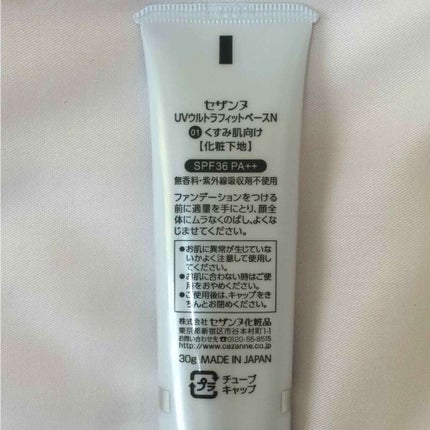 セザンヌ
UVウルトラフィットベースN
01 くすみ肌向け
【化粧下地】
SPF36 PA++
無香料・紫外線吸収剤不使用
ファンデーションをつける
前に適量を手にとり、顔全
体にムラなくのばし、よくな
じませてください。
●お肌に異常が生じていな
いかよく注意して使用し
てください。
●お肌に合わない時はご使
用をおやめください。
●ご使用後は、キャップをき
ちんとお閉めください。
株式会社 セザンヌ化粧品
東京都新宿区市谷本村町1-1
お問い合わせ先 ☎0120-55-8515
http://www.cezanne.co.jp
30g MADE IN JAPAN
プラ
チューブ
キャップ